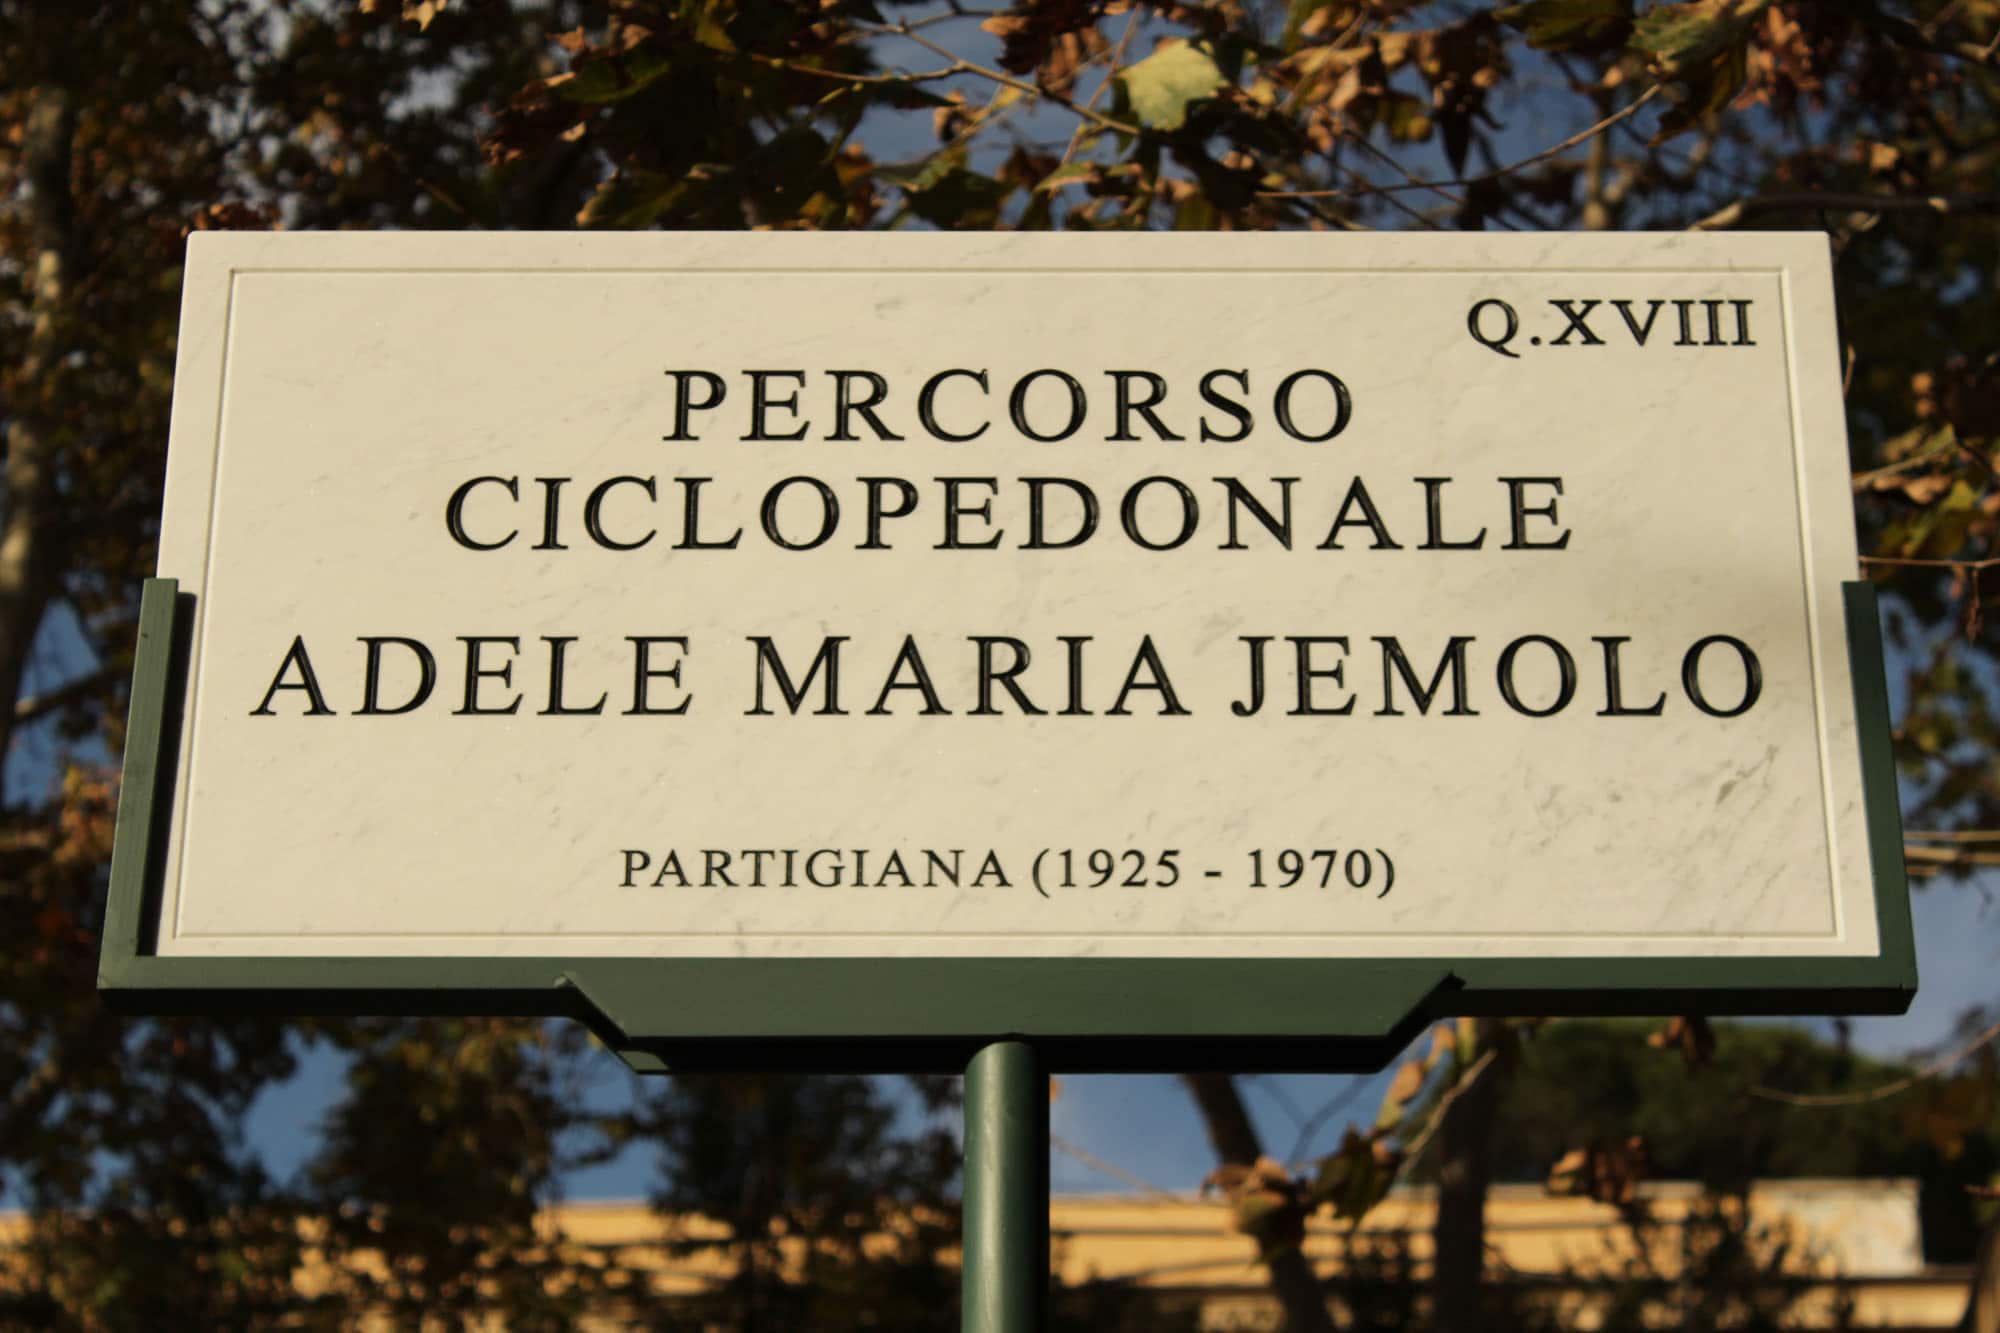 Q.XVIII
PERCORSO
CICLOPEDONALE
ADELE MARIA JEMOLO
PARTIGIANA (1925 - 1970)